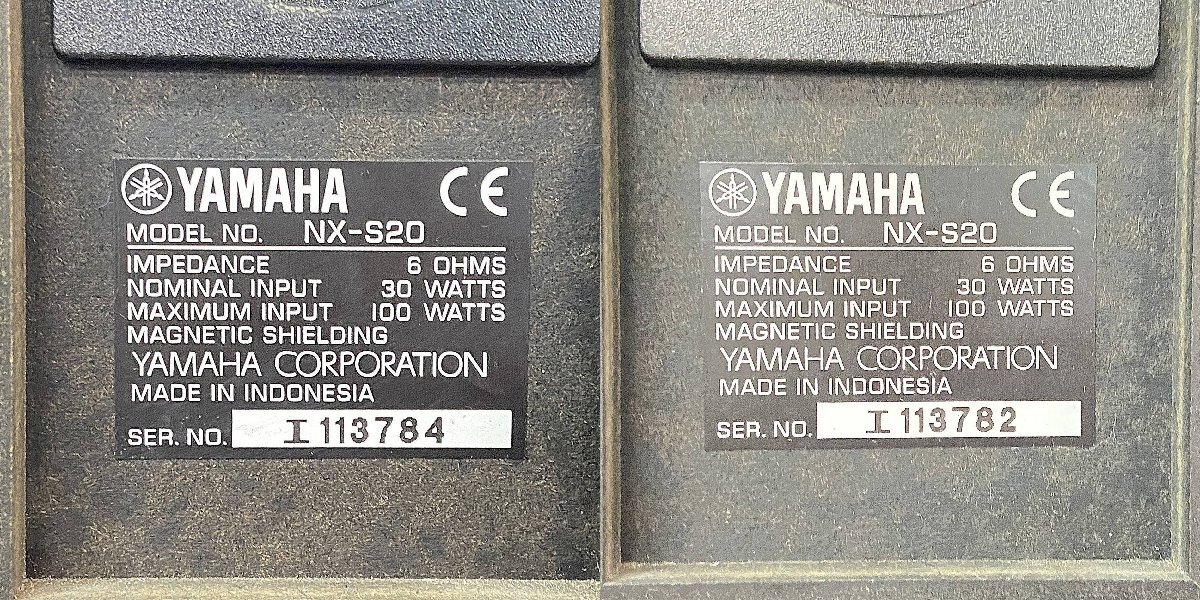 YAMAHA CE
MODEL NO. NX-S20
IMPEDANCE 6 OHMS
NOMINAL INPUT 30 WATTS
MAXIMUM INPUT 100 WATTS
MAGNETIC SHIELDING
YAMAHA CORPORATION
MADE IN INDONESIA
SER. NO. I 113784
YAMAHA CE
MODEL NO. NX-S20
IMPEDANCE 6 OHMS
NOMINAL INPUT 30 WATTS
MAXIMUM INPUT 100 WATTS
MAGNETIC SHIELDING
YAMAHA CORPORATION
MADE IN INDONESIA
SER. NO. I 113782